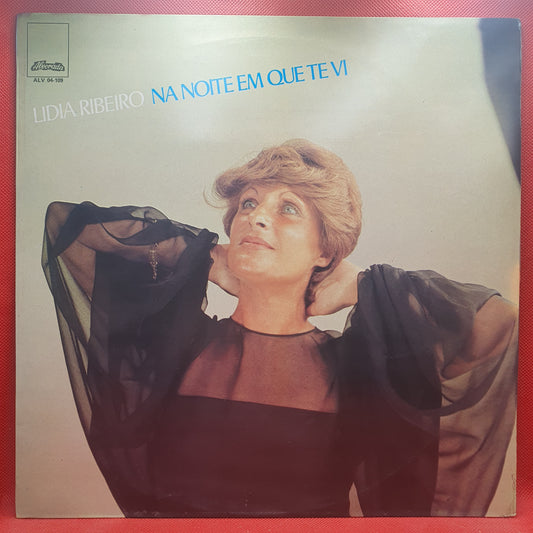 Alvorada
ALV. 04-109
LIDIA RIBEIRO NA NOITE EM QUE TE VI